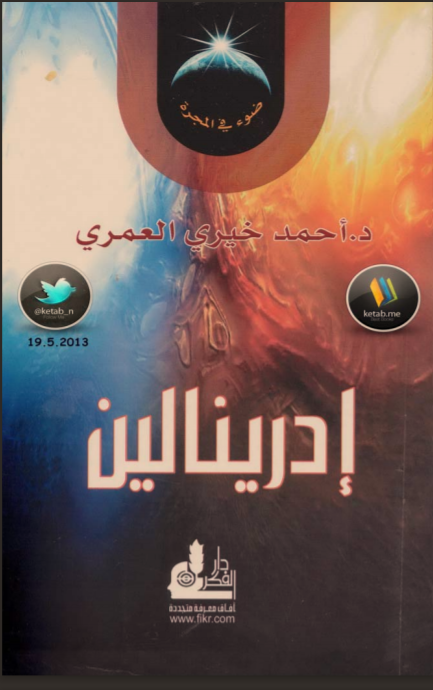 ضوء في المجرة
د.أحمد خيري العمري
@ketab_n
ketab.me
19.5.2013
إدرينالين
دار
الفكر
آفاق معرفة متجددة
www.fikr.com